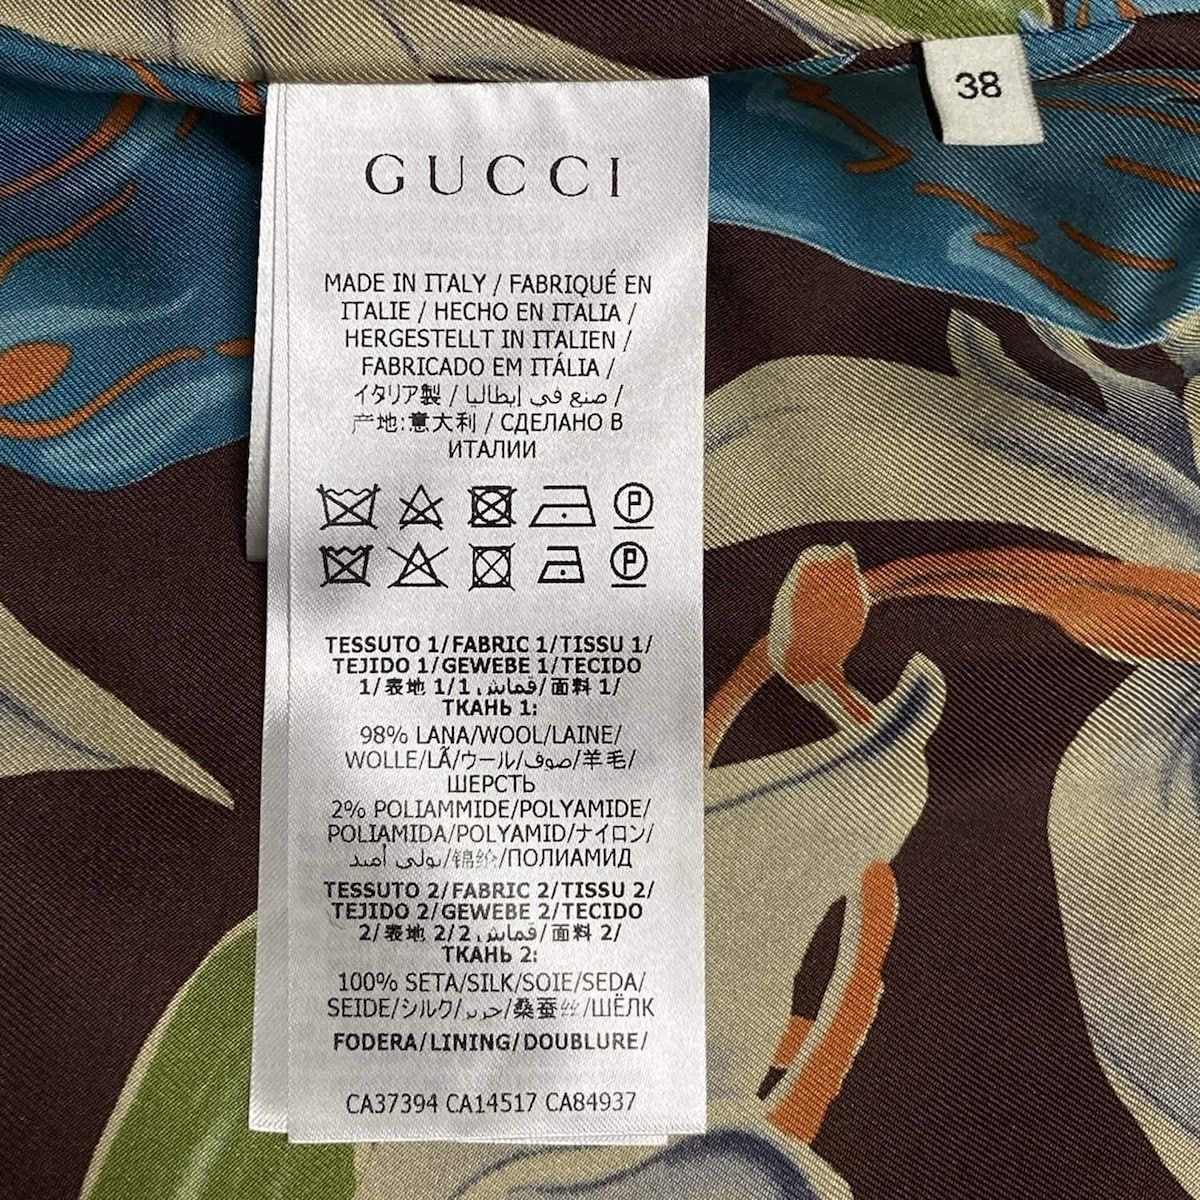 38
GUCCI
MADE IN ITALY / FABRIQUÉ EN
ITALIE / HECHO EN ITALIA /
HERGESTELLT IN ITALIEN /
FABRICADO EM ITÁLIA /
イタリア製 / صنع في إيطاليا /
产地:意大利 / СДЕЛАНО В
ИТАЛИИ
P
P
TESSUTO 1/FABRIC 1/TISSU 1/
TEJIDO 1/GEWEBE 1/TECIDO
1/表地 1/قماش 1/面料 1/
ТКАНЬ 1:
98% LANA/WOOL/LAINE/
WOLLE/LÃ/ウール/صوف/羊毛/
ШЕРСТЬ
2% POLIAMMIDE/POLYAMIDE/
POLIAMIDA/POLYAMID/ナイロン/
بولي أميد/锦纶/ПОЛИАМИД
TESSUTO 2/FABRIC 2/TISSU 2/
TEJIDO 2/GEWEBE 2/TECIDO
2/表地 2/قماش 2/面料 2/
ТКАНЬ 2:
100% SETA/SILK/SOIE/SEDA/
SEIDE/シルク/حرير/桑蚕丝/ШЁЛК
FODERA/LINING/DOUBLURE/
CA37394 CA14517 CA84937